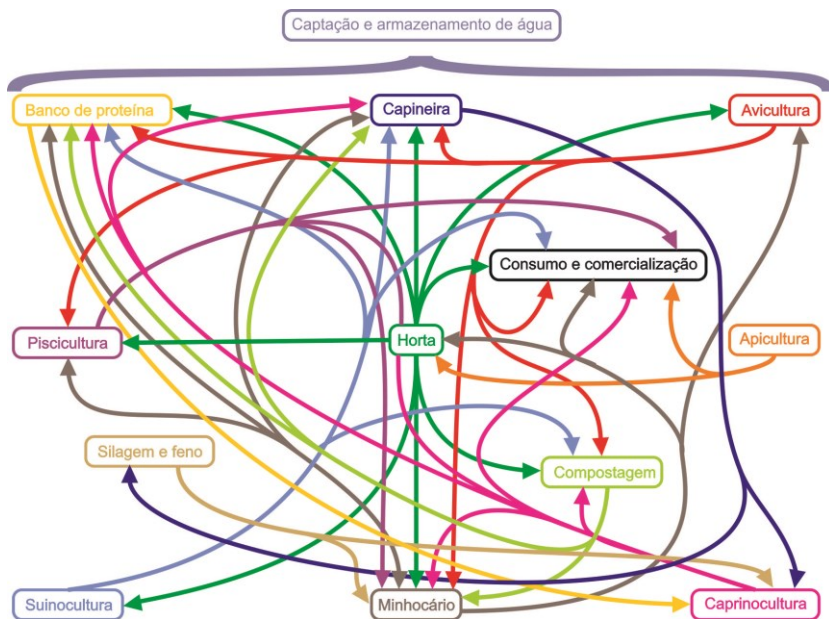 Captação e armazenamento de água
Banco de proteína
Capineira
Avicultura
Consumo e comercialização
Piscicultura
Horta
Apicultura
Silagem e feno
Compostagem
Suinocultura
Minhocário
Caprinocultura